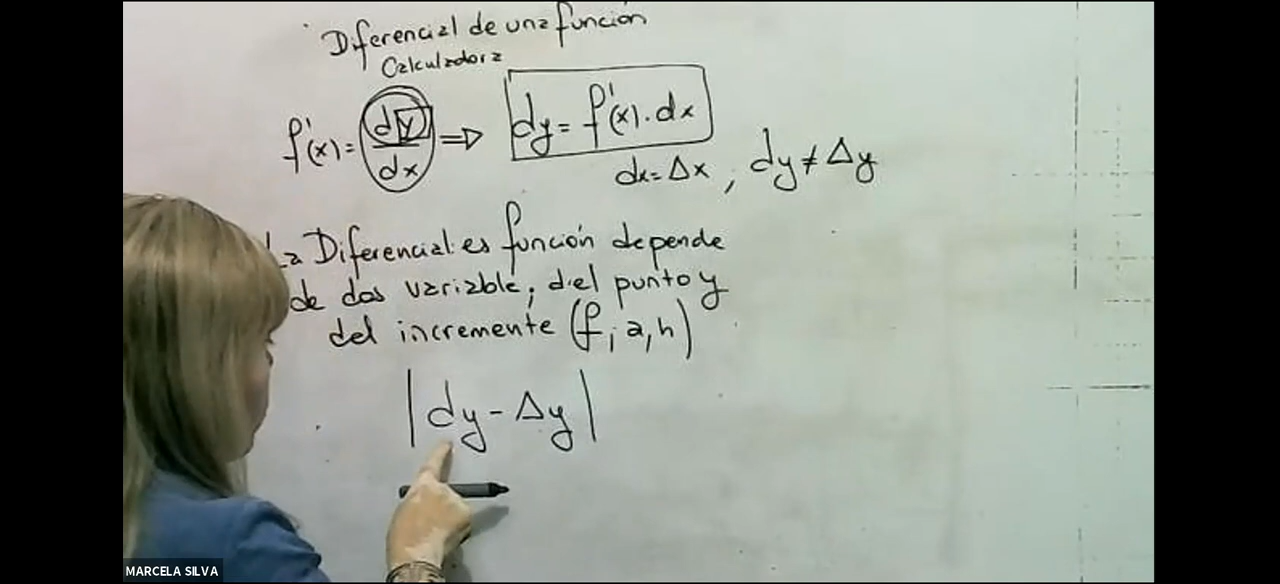 Diferencial de una función
Calculadora
f'(x) = dy/dx ⇒ dy = f'(x) . dx
dx = Δx , dy ≠ Δy
La Diferencial es función depende
de dos variable; del punto y
del incremente (f; a, h)
|dy - Δy|
MARCELA SILVA